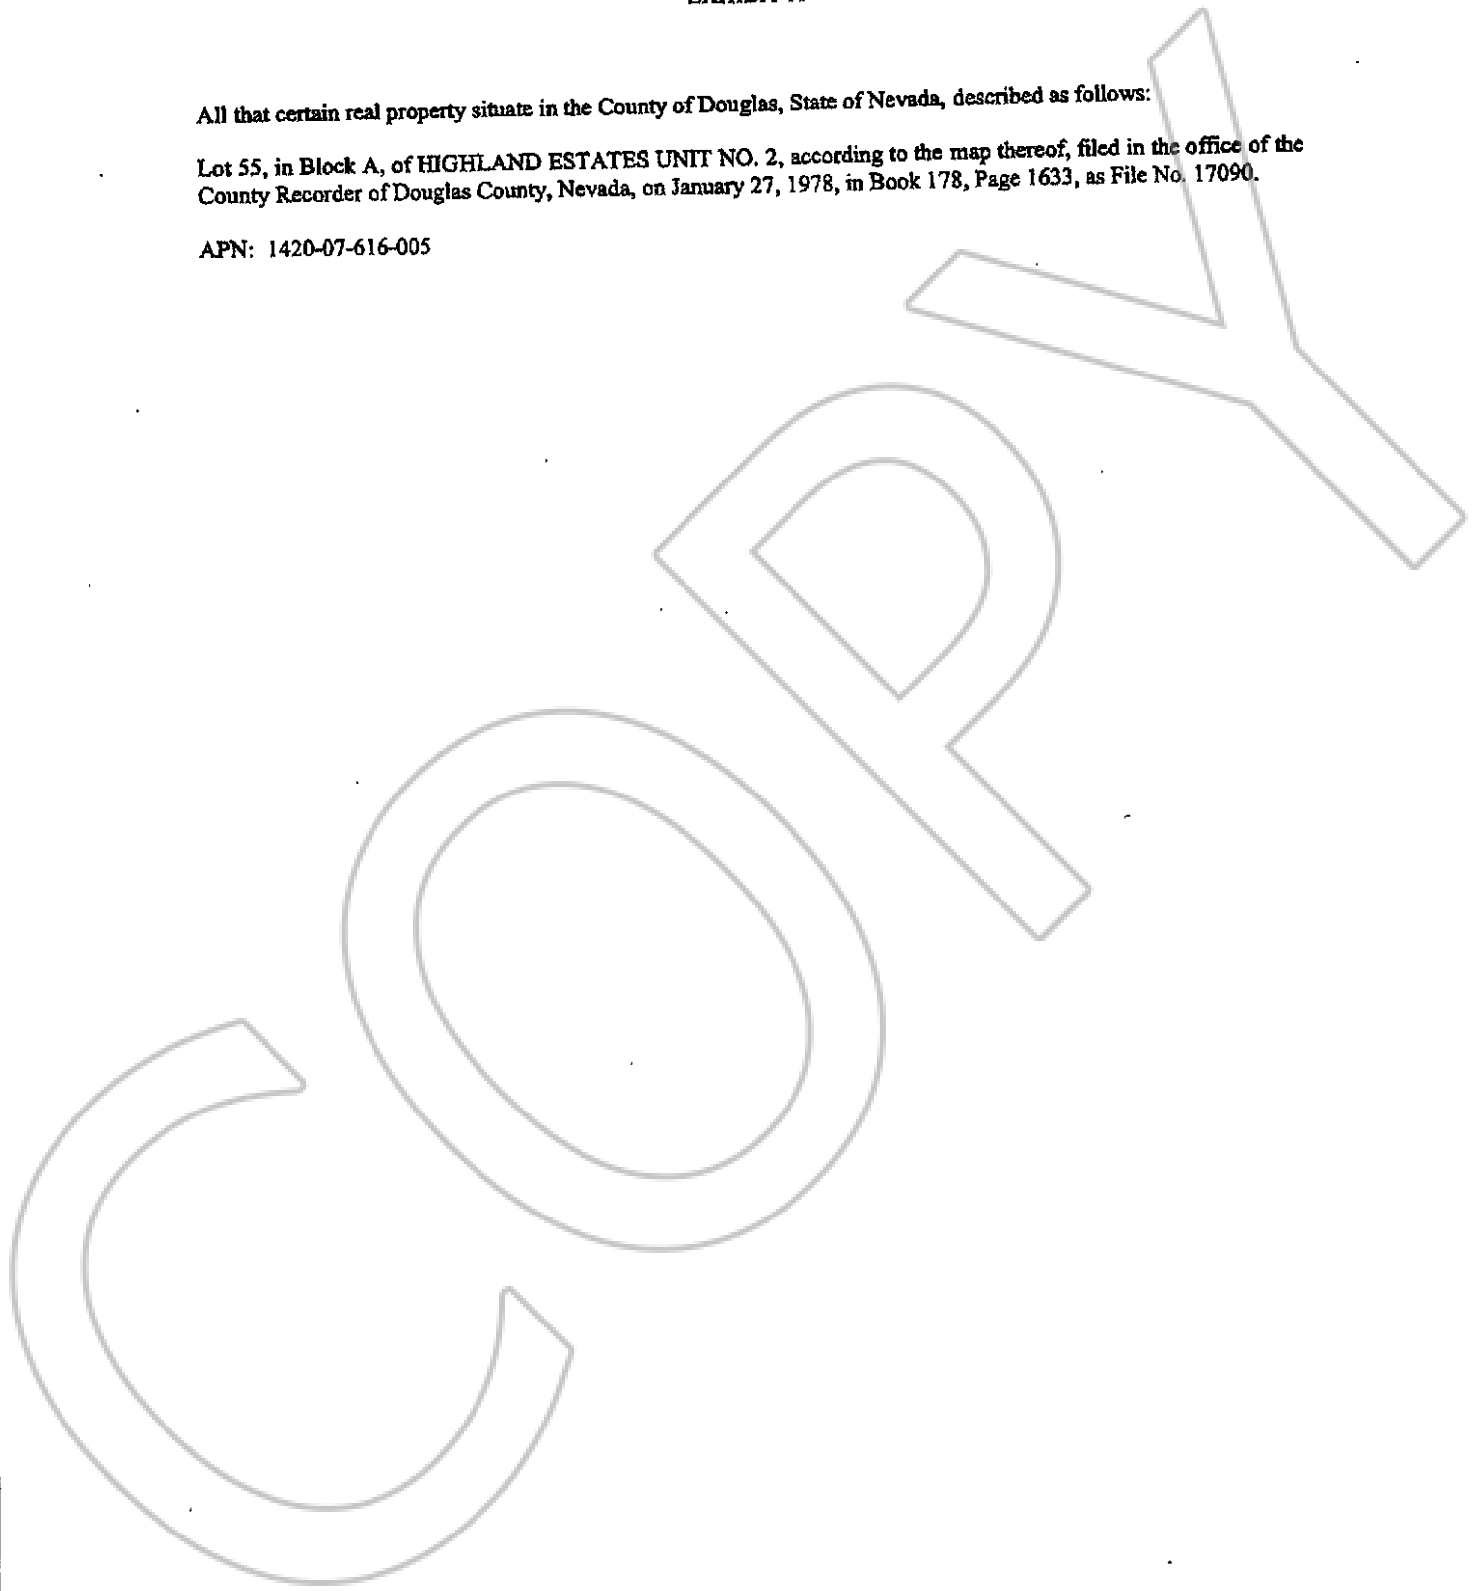 All that certain real property situate in the County of Douglas, State of Nevada, described as follows:
Lot 55, in Block A, of HIGHLAND ESTATES UNIT NO. 2, according to the map thereof, filed in the office of the
County Recorder of Douglas County, Nevada, on January 27, 1978, in Book 178, Page 1633, as File No. 17090.
APN: 1420-07-616-005
COPY